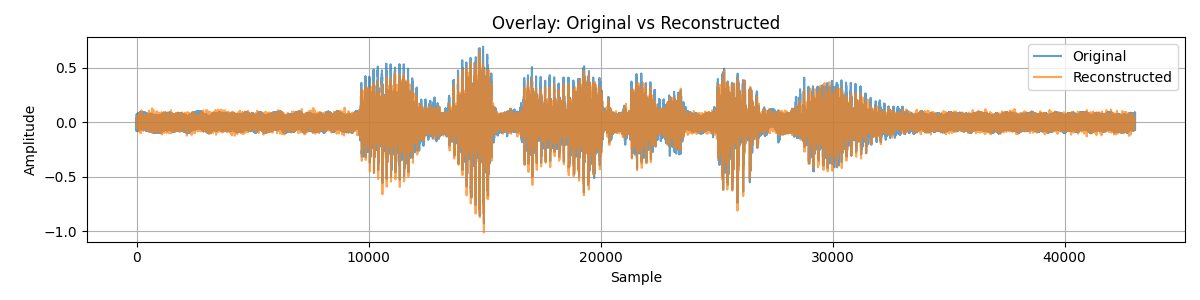 Overlay: Original vs Reconstructed
Original
Reconstructed
Amplitude
0.5
0.0
−0.5
−1.0
0
10000
20000
30000
40000
Sample